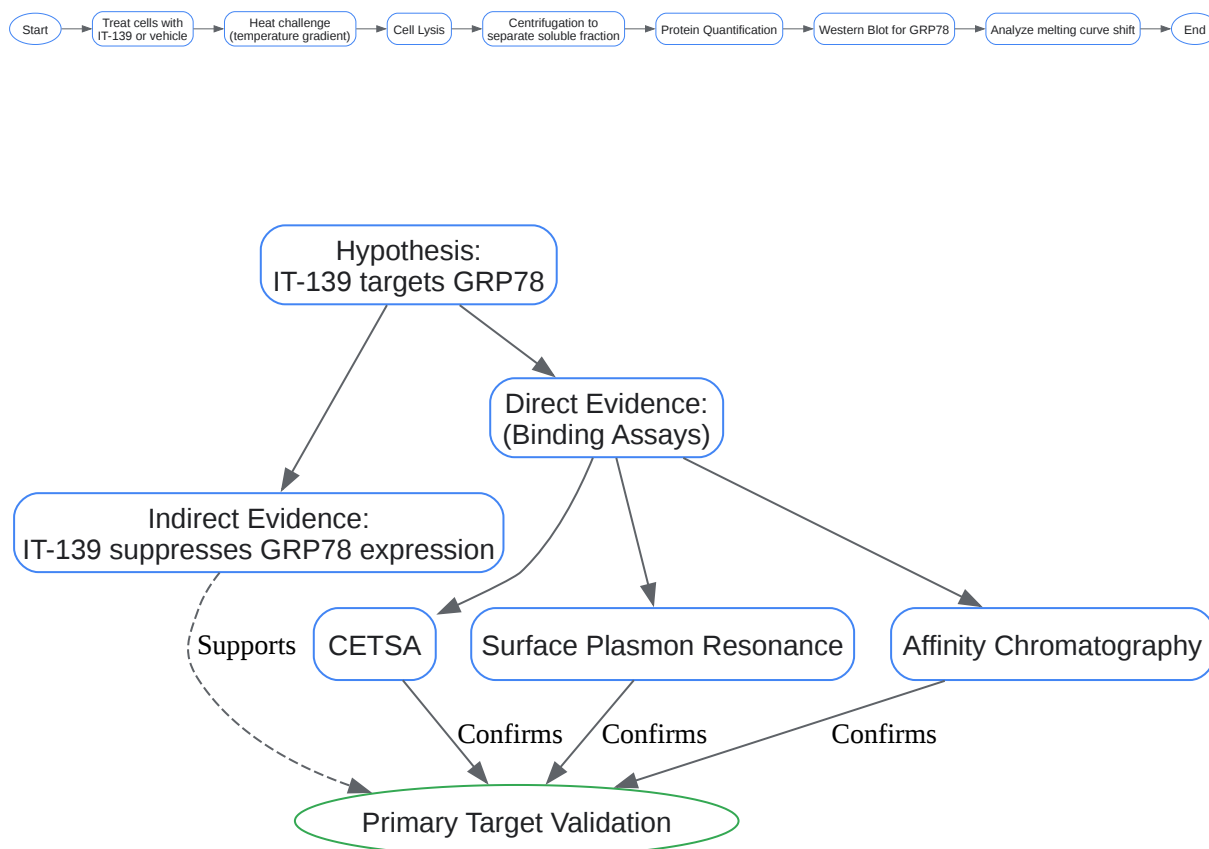 Start
Treat cells with
IT-139 or vehicle
Heat challenge
(temperature gradient)
Cell Lysis
Centrifugation to
separate soluble fraction
Protein Quantification
Western Blot for GRP78
Analyze melting curve shift
End
Hypothesis:
IT-139 targets GRP78
Direct Evidence:
(Binding Assays)
Indirect Evidence:
IT-139 suppresses GRP78 expression
Supports
CETSA
Surface Plasmon Resonance
Affinity Chromatography
Confirms
Confirms
Confirms
Primary Target Validation